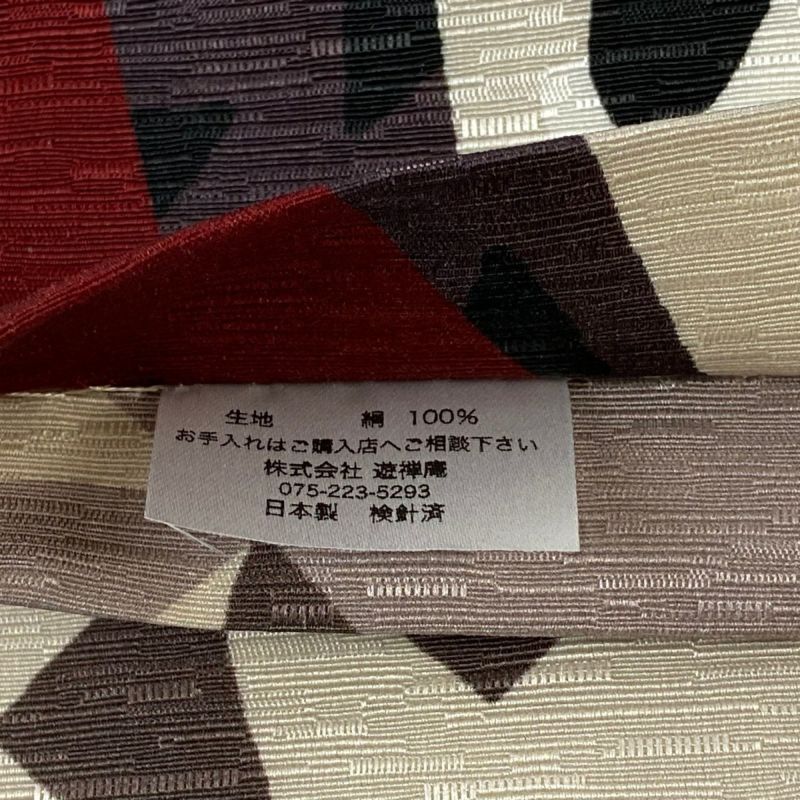 生地 絹 100%
お手入れはご購入店へご相談下さい
株式会社 遊禅庵
075-223-5293
日本製 検針済